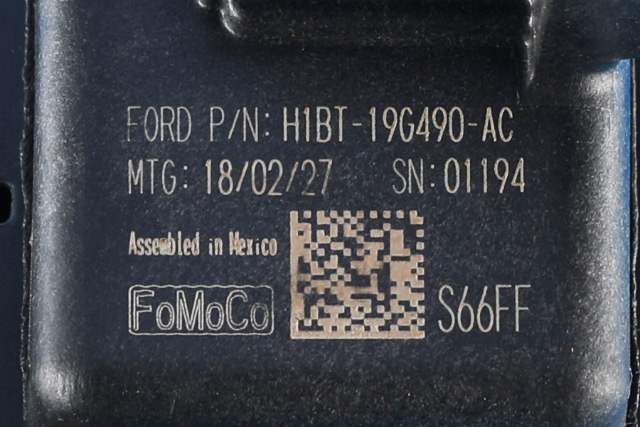 FORD P/N: H1BT-19G490-AC
MTG: 18/02/27 SN: 01194
Assembled in Mexico
FoMoCo
S66FF